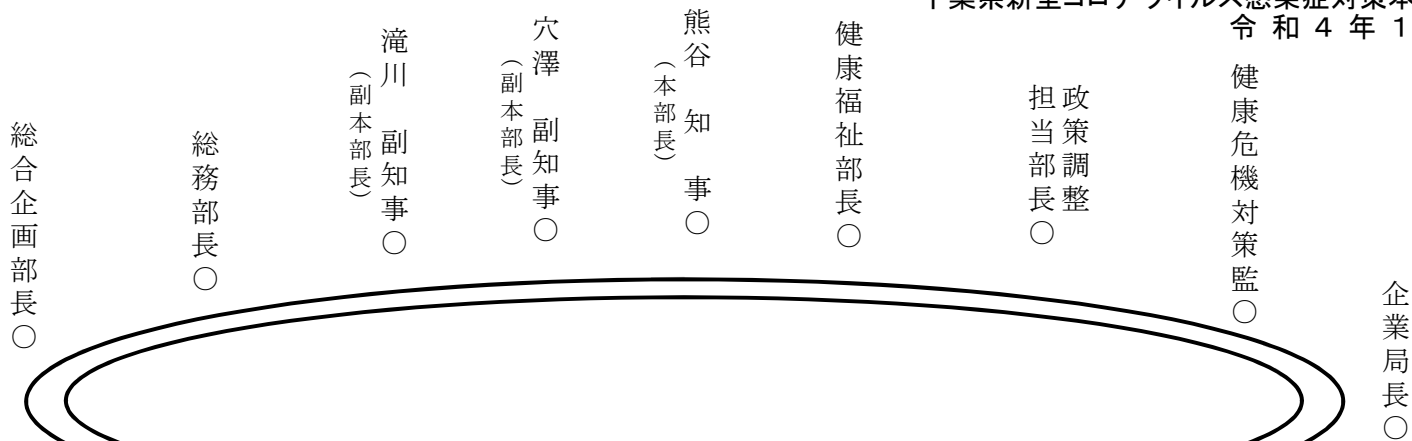 千葉県新型コロナウイルス感染症対策本
令和４年１
総合企画部長○
総務部長○
滝川　副知事○
（副本部長）
穴澤　副知事○
（副本部長）
熊谷　知　事○
（本部長）
健康福祉部長○
政策調整
担当部長○
健康危機対策監○
企業局長○